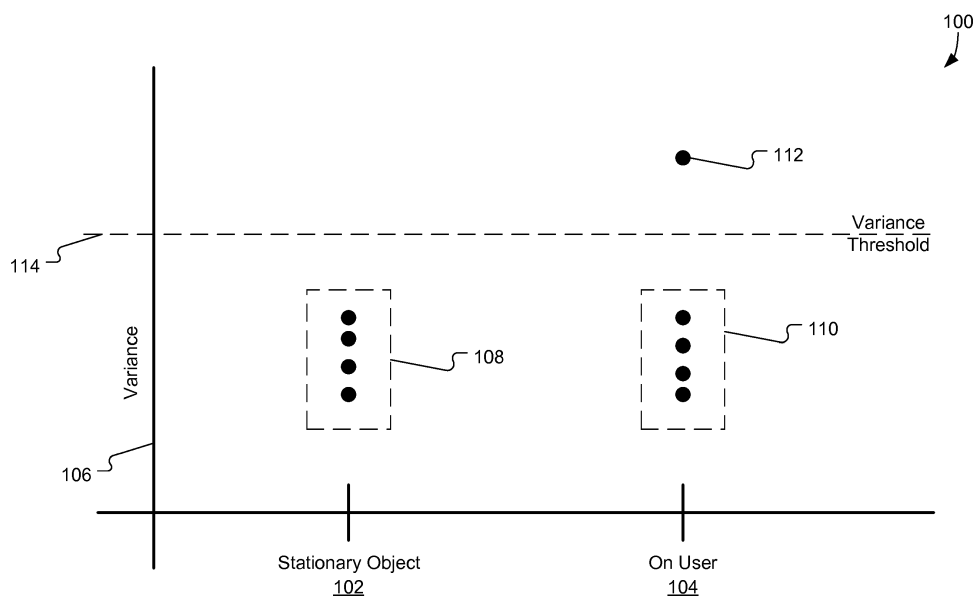 100
112
Variance
Threshold
114
110
108
Variance
106
Stationary Object
102
On User
104